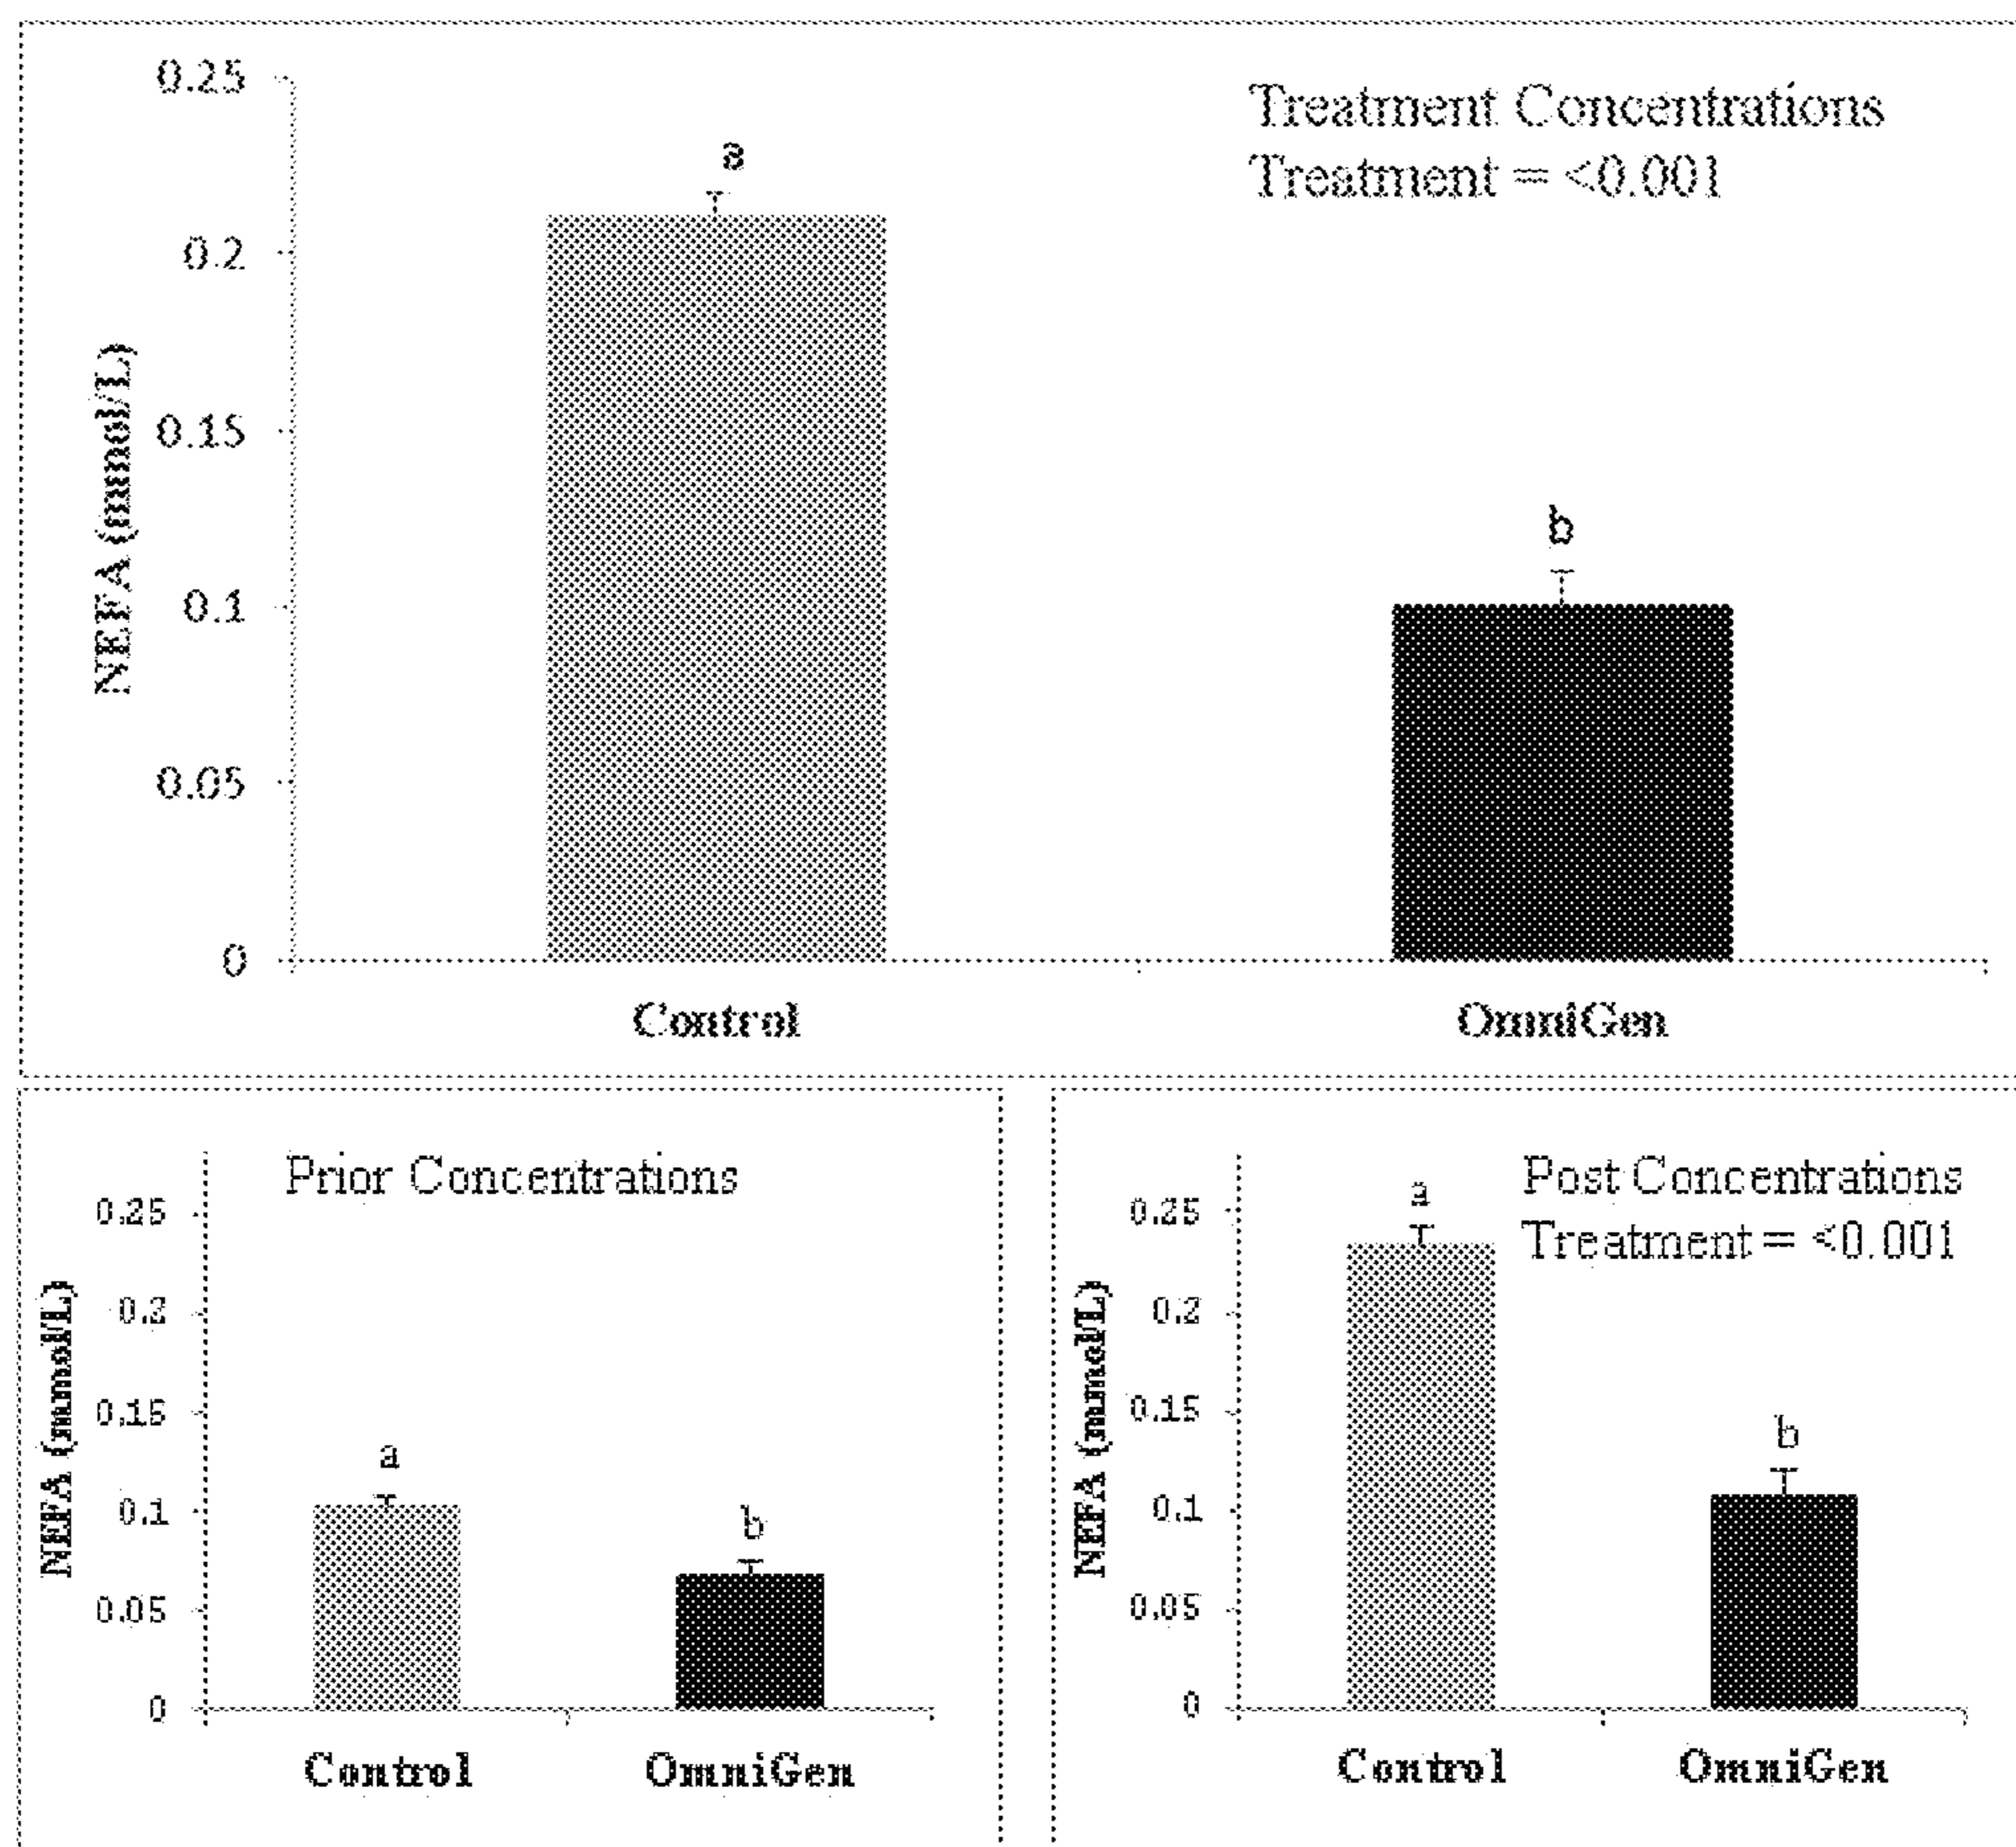 Treatment Concentrations
Treatment = <0.001
NEFA (mmol/L)
0.25
0.2
0.15
0.1
0.05
0
a
b
Control
OmniGen
Prior Concentrations
NEFA (mmol/L)
0.25
0.2
0.15
0.1
0.05
0
a
b
Control
OmniGen
Post Concentrations
Treatment = <0.001
NEFA (mmol/L)
0.25
0.2
0.15
0.1
0.05
0
a
b
Control
OmniGen